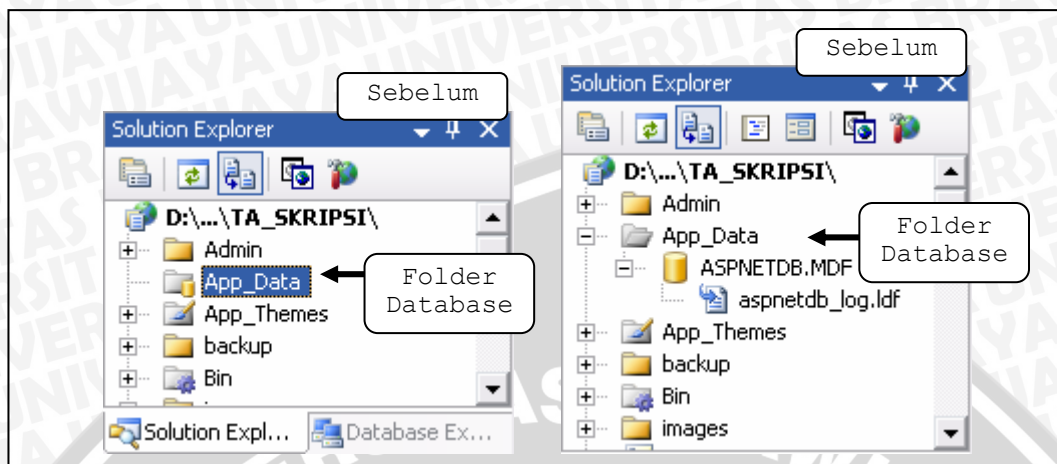 Sebelum
Solution Explorer
D:\...\TA_SKRIPSI\
Admin
App_Data
Folder
Database
App_Themes
backup
Bin
Solution Expl...
Database Ex...
Sebelum
Solution Explorer
D:\...\TA_SKRIPSI\
Admin
App_Data
Folder
Database
ASPNETDB.MDF
aspnetdb_log.ldf
App_Themes
backup
Bin
images